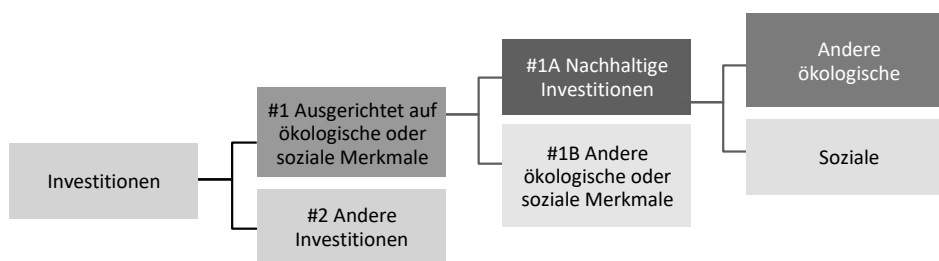 Investitionen
#1 Ausgerichtet auf
ökologische oder
soziale Merkmale
#2 Andere
Investitionen
#1A Nachhaltige
Investitionen
#1B Andere
ökologische oder
soziale Merkmale
Andere
ökologische
Soziale